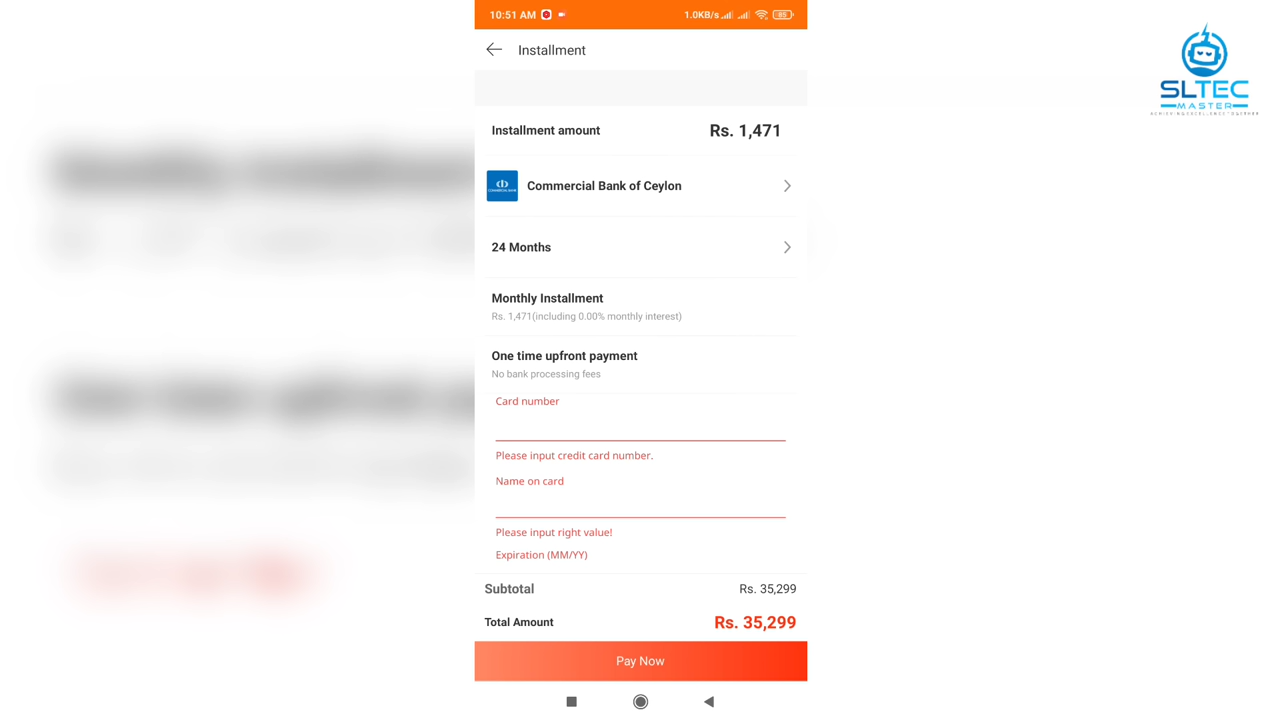 10:51 AM
1.0KB/s
85
Installment
SLTEC
MASTER
Installment amount
Rs. 1,471
COMMERCIAL BANK
Commercial Bank of Ceylon
24 Months
Monthly Installment
Rs. 1,471(including 0.00% monthly interest)
One time upfront payment
No bank processing fees
Card number
Please input credit card number.
Name on card
Please input right value!
Expiration (MM/YY)
Subtotal
Rs. 35,299
Total Amount
Rs. 35,299
Pay Now